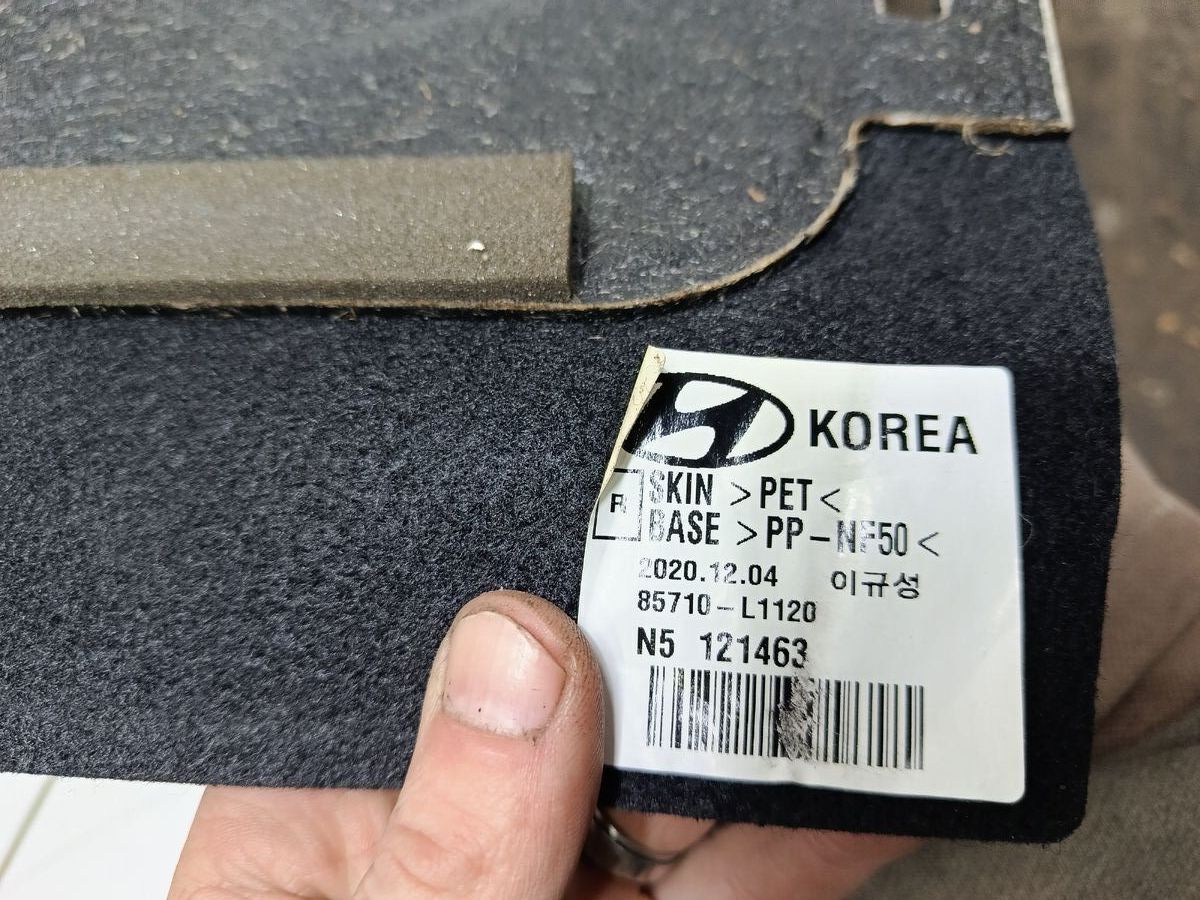 KOREA
R
SKIN >PET<
BASE >PP-NF50<
2020.12.04 이규성
85710-L1120
N5 121463